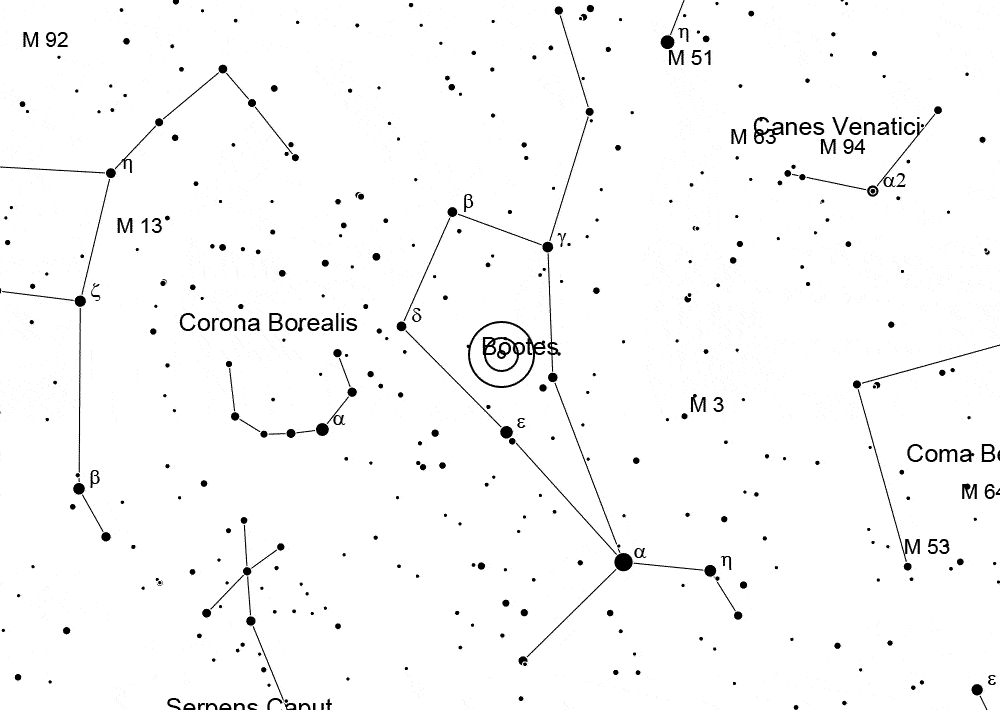 M 92
η
M 51
Canes Venatici
M 63
M 94
η
α2
β
M 13
γ
ζ
δ
Corona Borealis
Bootes
M 3
α
ε
Coma Be
β
M 64
α
M 53
η
ε
Serpens Caput